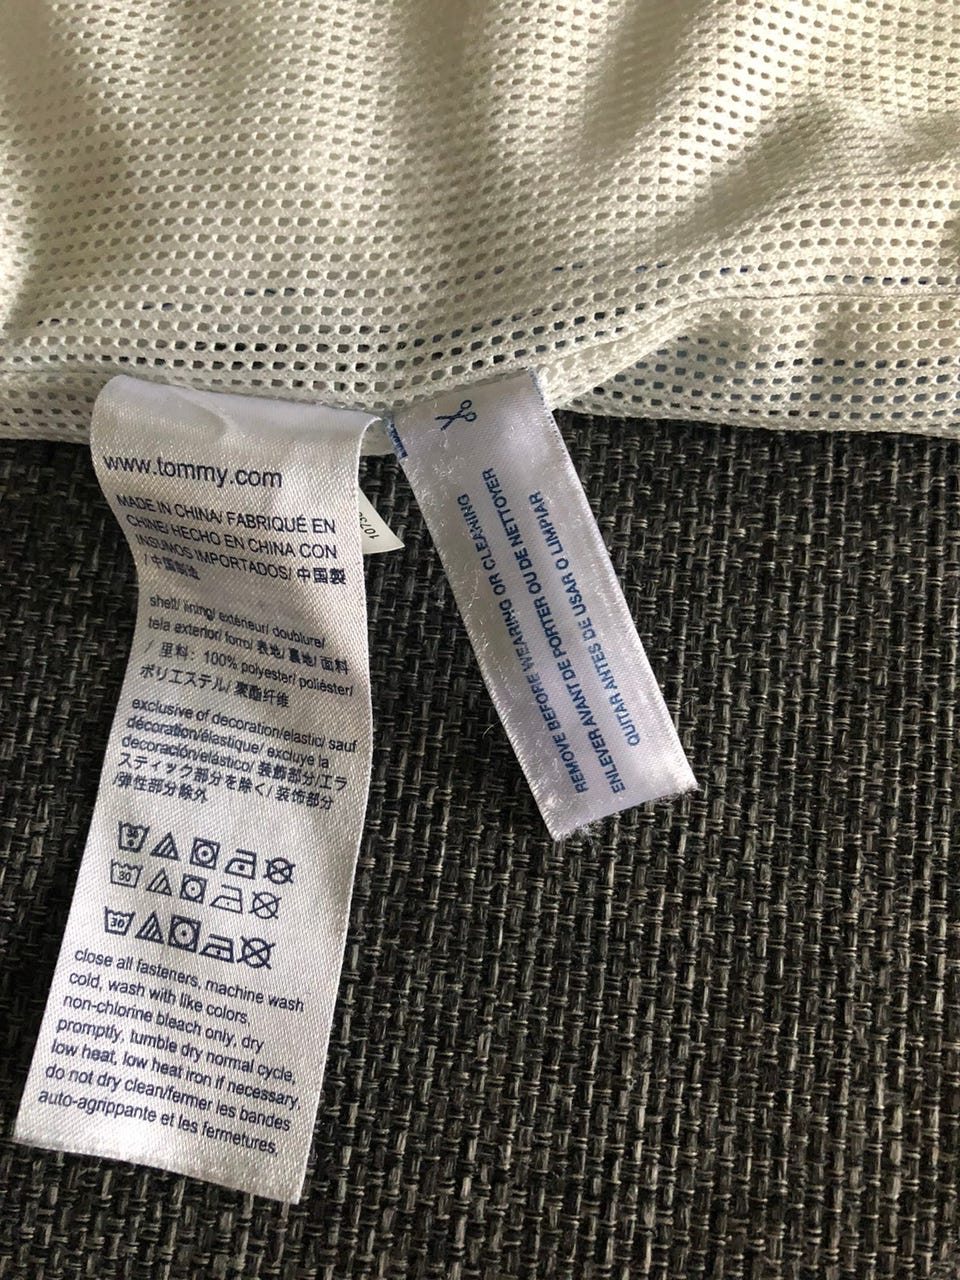 www.tommy.com
MADE IN CHINA/ FABRIQUÉ EN
CHINE/ HECHO EN CHINA CON
INSUMOS IMPORTADOS/ 中国製
/ 中国制造
shell/ lining/ extérieur/ doublure/
tela exterior/ forro/ 表地/ 裏地/ 面料
/ 里料: 100% polyester/ poliéster/
ポリエステル/ 聚酯纤维
exclusive of decoration/elastic/ sauf
décoration/élastique/ excluye la
decoración/elástico/ 装飾部分/エラ
スティック部分を除く/ 装饰部分
/弹性部分除外
30
30
30
close all fasteners, machine wash
cold, wash with like colors,
non-chlorine bleach only, dry
promptly, tumble dry normal cycle,
low heat, low heat iron if necessary,
do not dry clean/fermer les bandes
auto-agrippante et les fermetures,
REMOVE BEFORE WEARING OR CLEANING
ENLEVER AVANT DE PORTER OU DE NETTOYER
QUITAR ANTES DE USAR O LIMPIAR